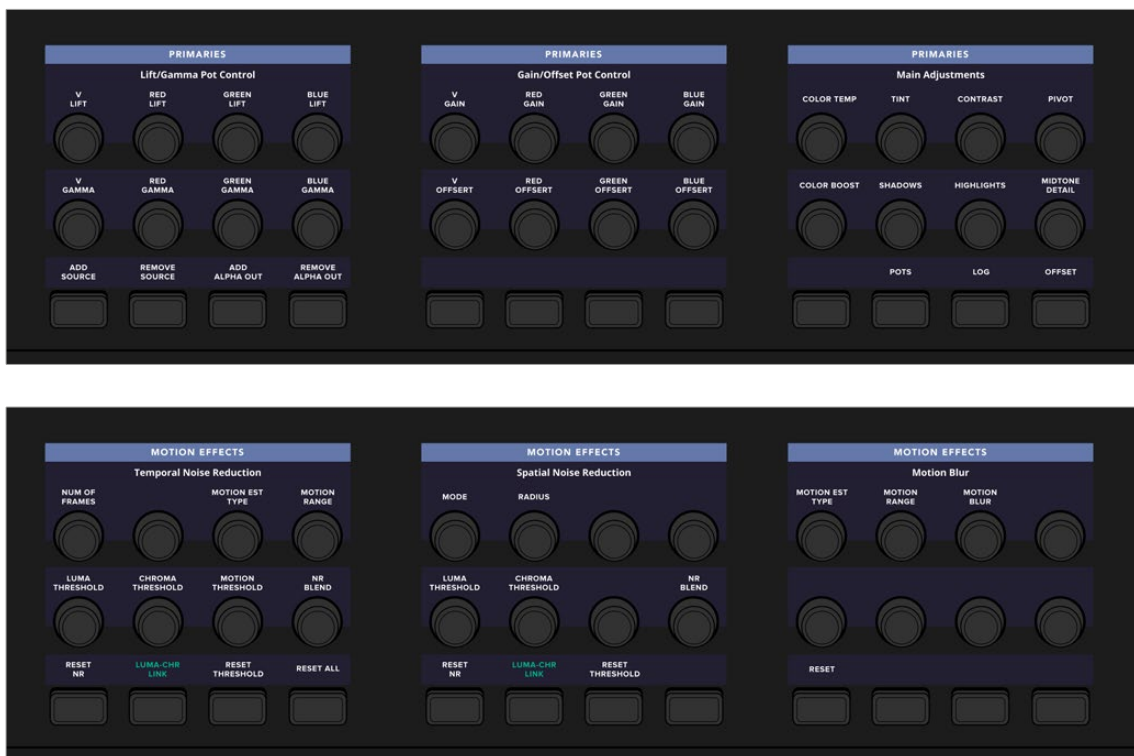 PRIMARIES
Lift/Gamma Pot Control
V
LIFT
RED
LIFT
GREEN
LIFT
BLUE
LIFT
V
GAMMA
RED
GAMMA
GREEN
GAMMA
BLUE
GAMMA
ADD
SOURCE
REMOVE
SOURCE
ADD
ALPHA OUT
REMOVE
ALPHA OUT
PRIMARIES
Gain/Offset Pot Control
V
GAIN
RED
GAIN
GREEN
GAIN
BLUE
GAIN
V
OFFSERT
RED
OFFSERT
GREEN
OFFSERT
BLUE
OFFSERT
PRIMARIES
Main Adjustments
COLOR TEMP
TINT
CONTRAST
PIVOT
COLOR BOOST
SHADOWS
HIGHLIGHTS
MIDTONE
DETAIL
POTS
LOG
OFFSET
MOTION EFFECTS
Temporal Noise Reduction
NUM OF
FRAMES
MOTION EST
TYPE
MOTION
RANGE
LUMA
THRESHOLD
CHROMA
THRESHOLD
MOTION
THRESHOLD
NR
BLEND
RESET
NR
LUMA-CHR
LINK
RESET
THRESHOLD
RESET ALL
MOTION EFFECTS
Spatial Noise Reduction
MODE
RADIUS
LUMA
THRESHOLD
CHROMA
THRESHOLD
NR
BLEND
RESET
NR
LUMA-CHR
LINK
RESET
THRESHOLD
MOTION EFFECTS
Motion Blur
MOTION EST
TYPE
MOTION
RANGE
MOTION
BLUR
RESET